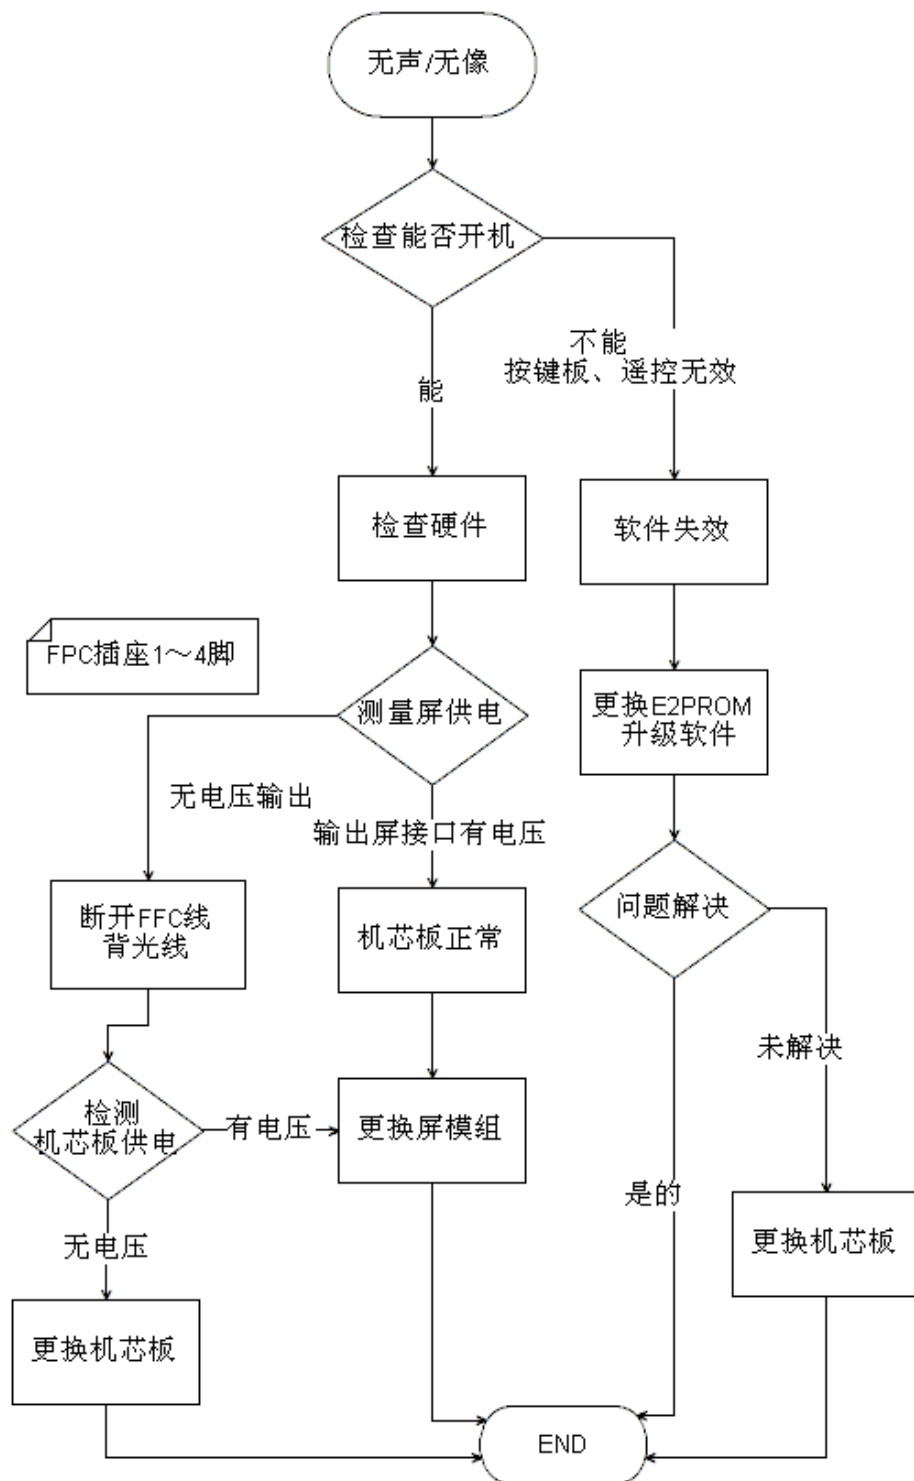 无声/无像
检查能否开机
不能
按键板、遥控无效
能
检查硬件
软件失效
FPC插座1～4脚
测量屏供电
更换E2PROM
升级软件
无电压输出
输出屏接口有电压
断开FFC线
背光线
机芯板正常
问题解决
未解决
检测
机芯板供电
有电压
更换屏模组
是的
无电压
更换机芯板
更换机芯板
END